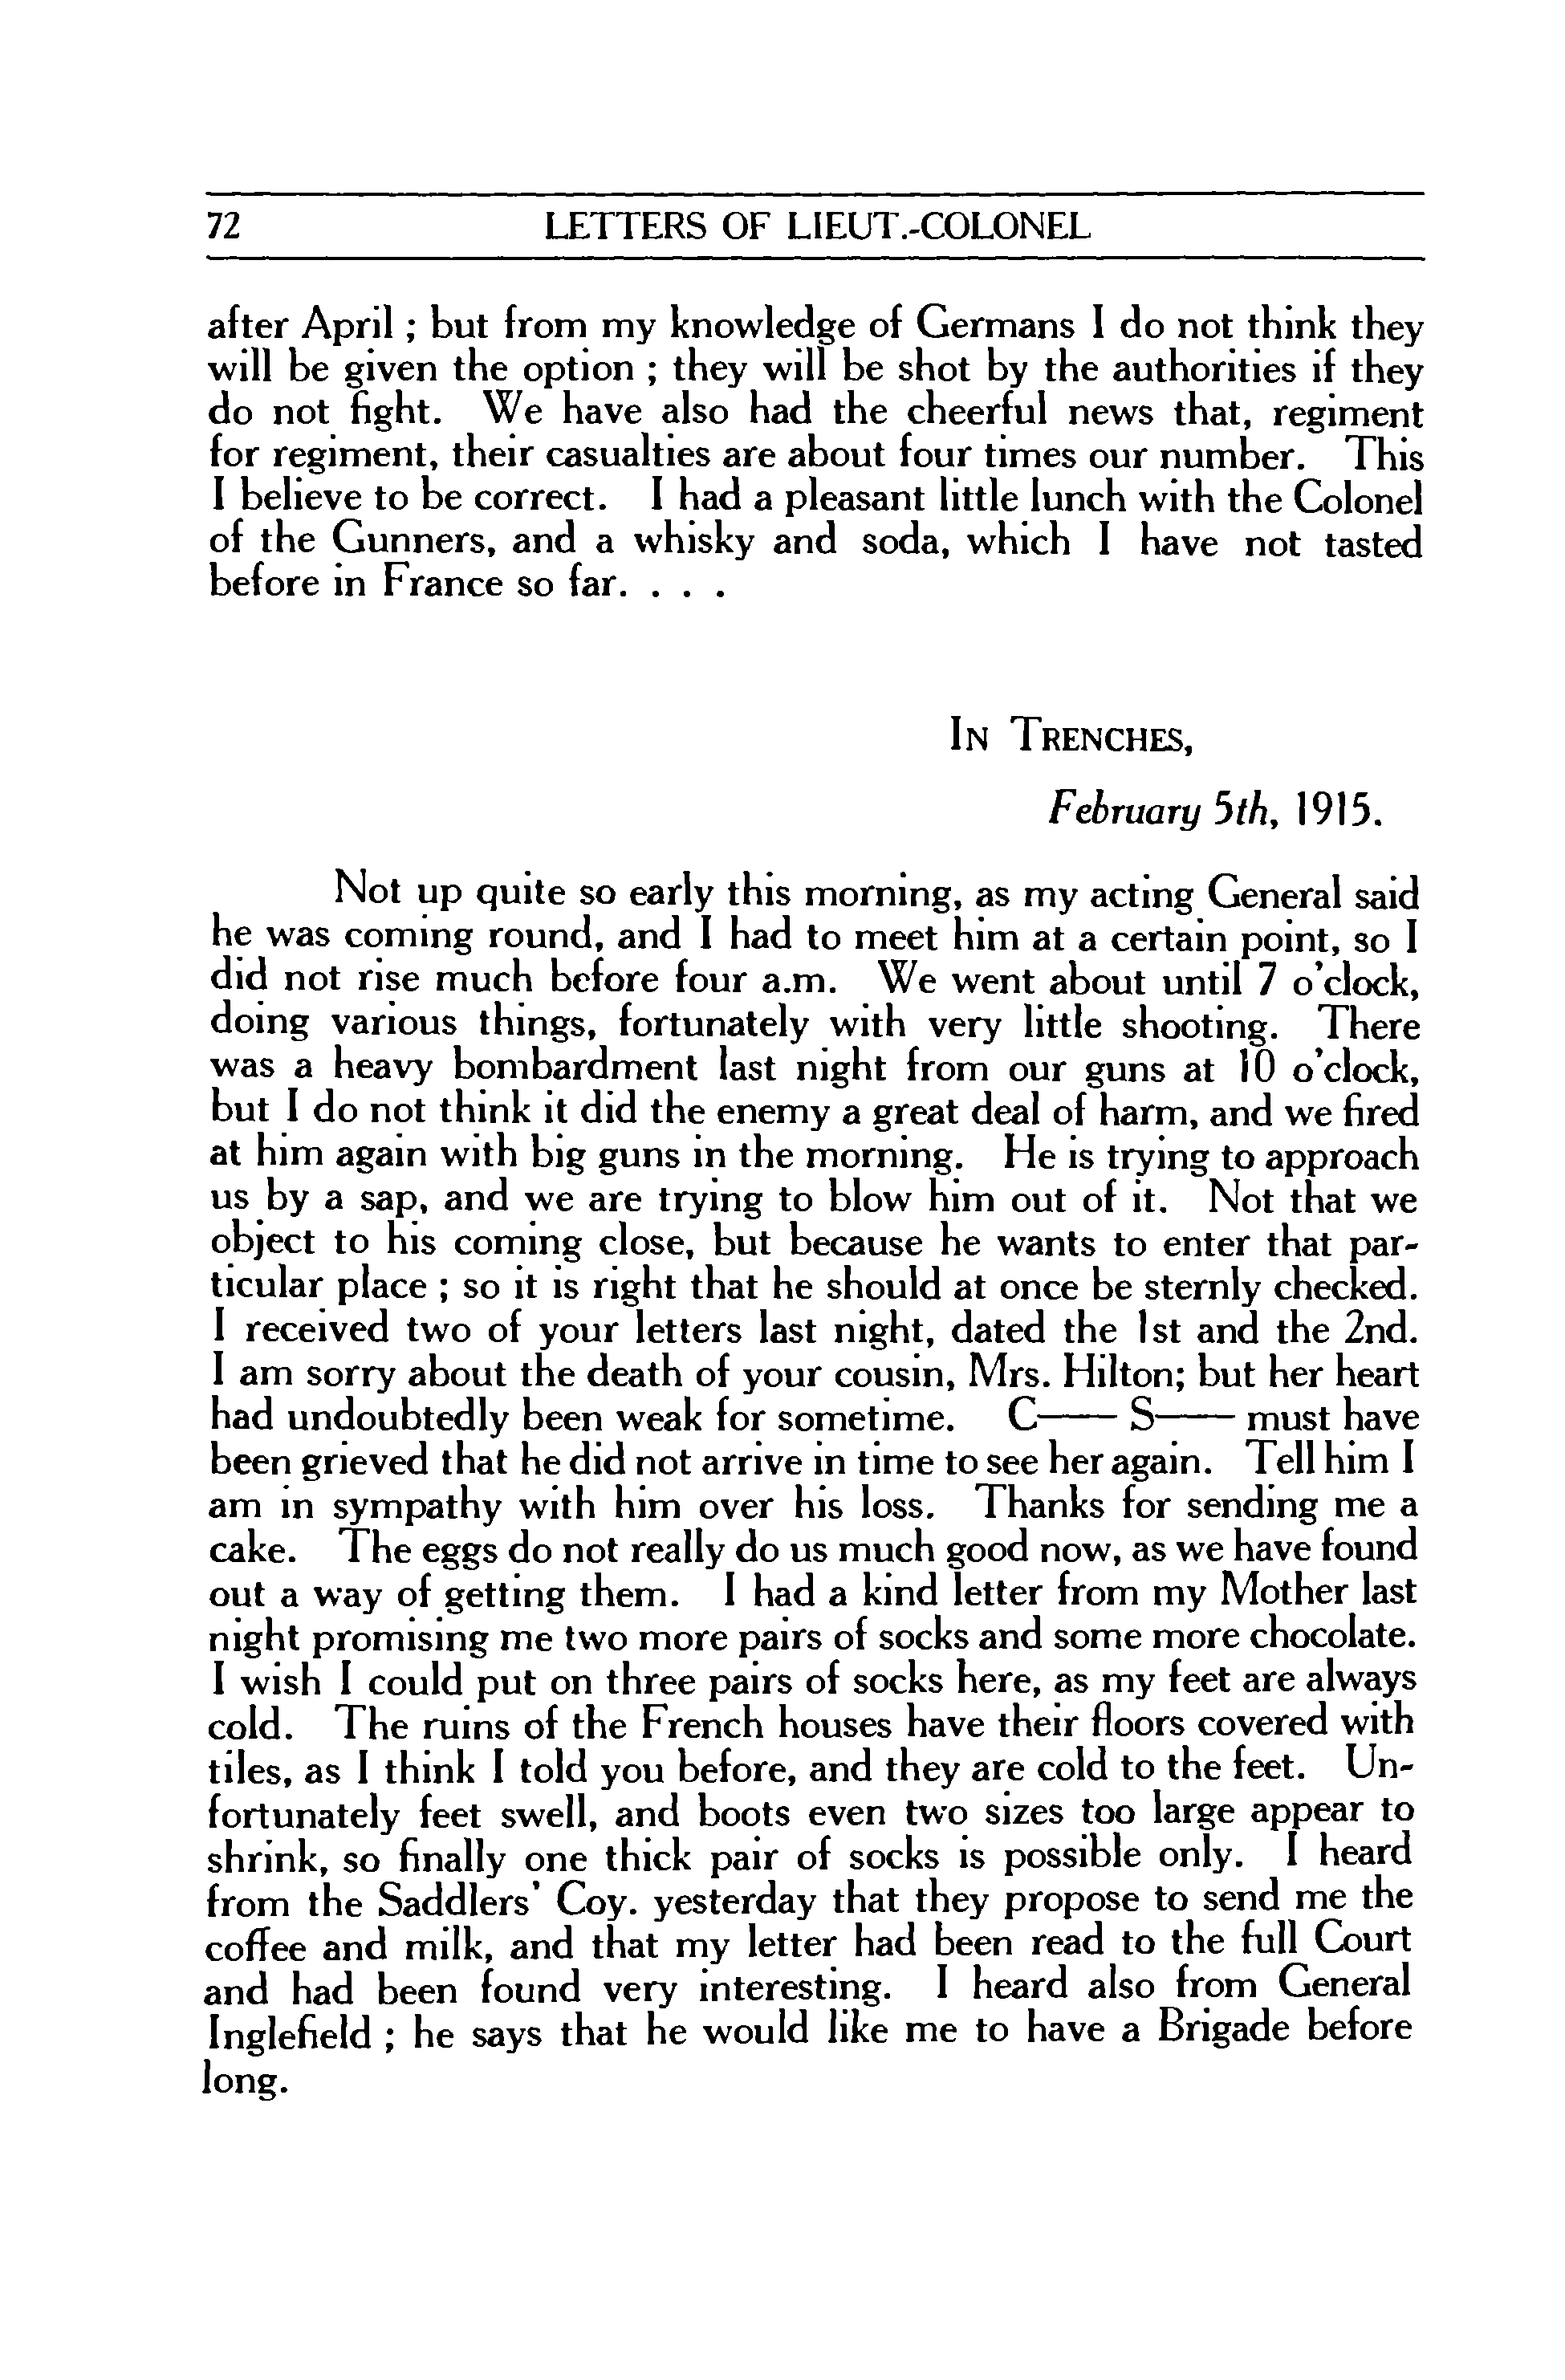 72 LETTERS OF LIEUT.-COLONEL
after April ; but from my knowledge of Germans I do not think they
will be given the option ; they will be shot by the authorities if they
do not fight. We have also had the cheerful news that, regiment
for regiment, their casualties are about four times our number. This
I believe to be correct. I had a pleasant little lunch with the Colonel
of the Gunners, and a whisky and soda, which I have not tasted
before in France so far. . . .
In Trenches,
February 5th, 1915.
Not up quite so early this morning, as my acting General said
he was coming round, and I had to meet him at a certain point, so I
did not rise much before four a.m. We went about until 7 o'clock,
doing various things, fortunately with very little shooting. There
was a heavy bombardment last night from our guns at 10 o'clock,
but I do not think it did the enemy a great deal of harm, and we fired
at him again with big guns in the morning. He is trying to approach
us by a sap, and we are trying to blow him out of it. Not that we
object to his coming close, but because he wants to enter that par-
ticular place ; so it is right that he should at once be sternly checked.
I received two of your letters last night, dated the 1st and the 2nd.
I am sorry about the death of your cousin, Mrs. Hilton; but her heart
had undoubtedly been weak for sometime. C—— S—— must have
been grieved that he did not arrive in time to see her again. Tell him I
am in sympathy with him over his loss. Thanks for sending me a
cake. The eggs do not really do us much good now, as we have found
out a way of getting them. I had a kind letter from my Mother last
night promising me two more pairs of socks and some more chocolate.
I wish I could put on three pairs of socks here, as my feet are always
cold. The ruins of the French houses have their floors covered with
tiles, as I think I told you before, and they are cold to the feet. Un-
fortunately feet swell, and boots even two sizes too large appear to
shrink, so finally one thick pair of socks is possible only. I heard
from the Saddlers' Coy. yesterday that they propose to send me the
coffee and milk, and that my letter had been read to the full Court
and had been found very interesting. I heard also from General
Inglefield ; he says that he would like me to have a Brigade before
long.